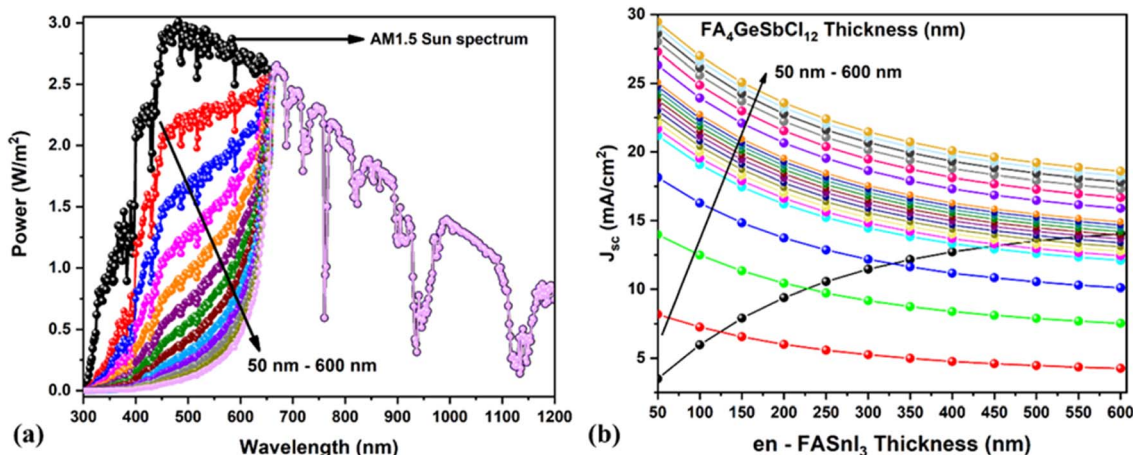 3.0
2.5
2.0
1.5
1.0
0.5
0.0
Power (W/m²)
AM1.5 Sun spectrum
50 nm - 600 nm
300 400 500 600 700 800 900 1000 1100 1200
Wavelength (nm)
(a)
30
25
20
15
10
5
J_sc (mA/cm²)
FA₄GeSbCl₁₂ Thickness (nm)
50 nm - 600 nm
50 100 150 200 250 300 350 400 450 500 550 600
en - FASnI₃ Thickness (nm)
(b)